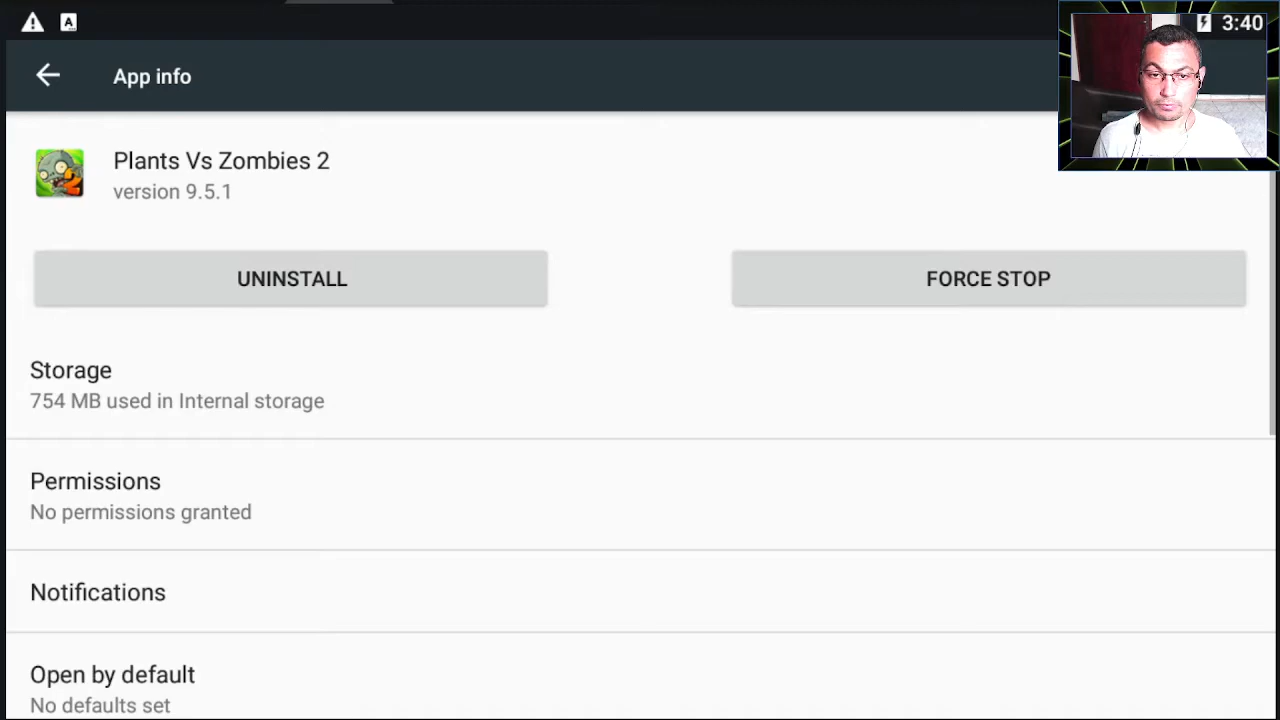 A
3:40
App info
Plants Vs Zombies 2
version 9.5.1
UNINSTALL
FORCE STOP
Storage
754 MB used in Internal storage
Permissions
No permissions granted
Notifications
Open by default
No defaults set